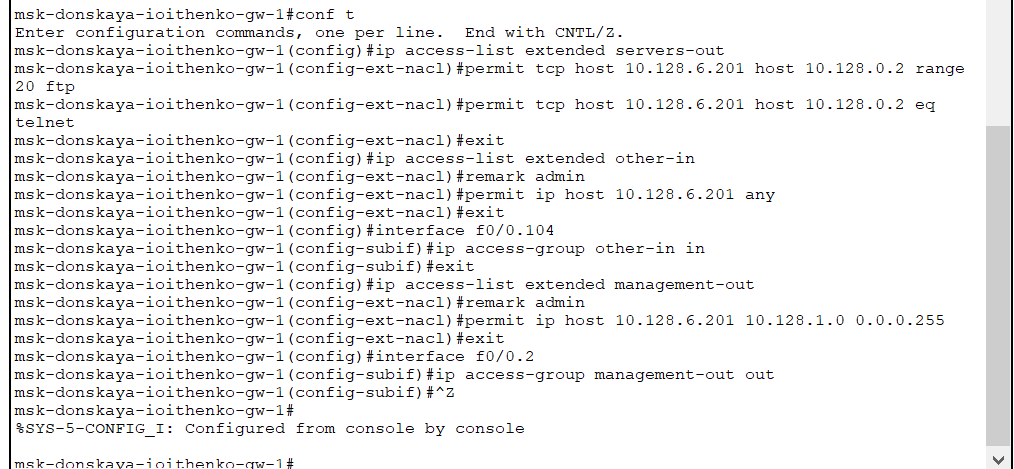 msk-donskaya-ioithenko-gw-1#conf t
Enter configuration commands, one per line.  End with CNTL/Z.
msk-donskaya-ioithenko-gw-1(config)#ip access-list extended servers-out
msk-donskaya-ioithenko-gw-1(config-ext-nacl)#permit tcp host 10.128.6.201 host 10.128.0.2 range
20 ftp
msk-donskaya-ioithenko-gw-1(config-ext-nacl)#permit tcp host 10.128.6.201 host 10.128.0.2 eq
telnet
msk-donskaya-ioithenko-gw-1(config-ext-nacl)#exit
msk-donskaya-ioithenko-gw-1(config)#ip access-list extended other-in
msk-donskaya-ioithenko-gw-1(config-ext-nacl)#remark admin
msk-donskaya-ioithenko-gw-1(config-ext-nacl)#permit ip host 10.128.6.201 any
msk-donskaya-ioithenko-gw-1(config-ext-nacl)#exit
msk-donskaya-ioithenko-gw-1(config)#interface f0/0.104
msk-donskaya-ioithenko-gw-1(config-subif)#ip access-group other-in in
msk-donskaya-ioithenko-gw-1(config-subif)#exit
msk-donskaya-ioithenko-gw-1(config)#ip access-list extended management-out
msk-donskaya-ioithenko-gw-1(config-ext-nacl)#remark admin
msk-donskaya-ioithenko-gw-1(config-ext-nacl)#permit ip host 10.128.6.201 10.128.1.0 0.0.0.255
msk-donskaya-ioithenko-gw-1(config-ext-nacl)#exit
msk-donskaya-ioithenko-gw-1(config)#interface f0/0.2
msk-donskaya-ioithenko-gw-1(config-subif)#ip access-group management-out out
msk-donskaya-ioithenko-gw-1(config-subif)#^Z
msk-donskaya-ioithenko-gw-1#
%SYS-5-CONFIG_I: Configured from console by console
msk-donskaya-ioithenko-gw-1#